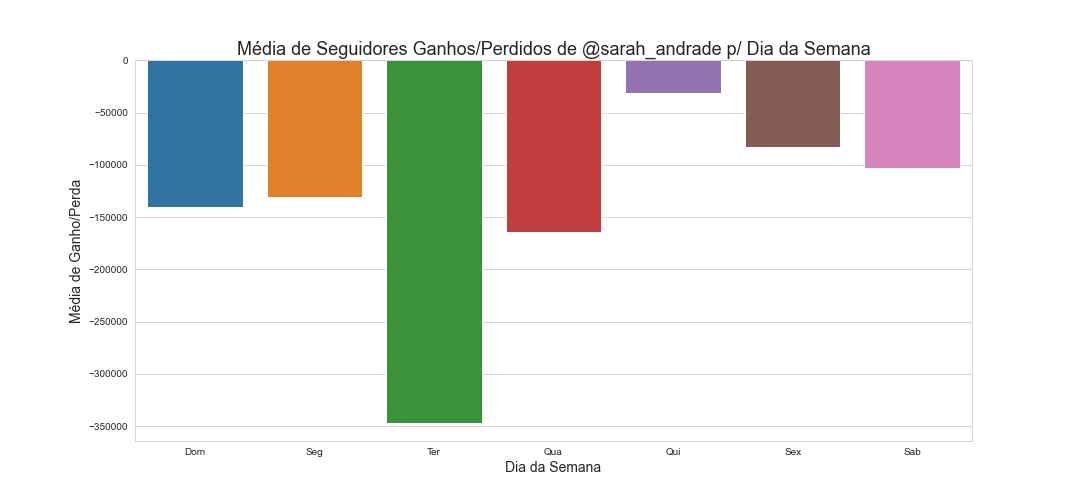 Média de Seguidores Ganhos/Perdidos de @sarah_andrade p/ Dia da Semana
Média de Ganho/Perda
0
−50000
−100000
−150000
−200000
−250000
−300000
−350000
Dom Seg Ter Qua Qui Sex Sab
Dia da Semana